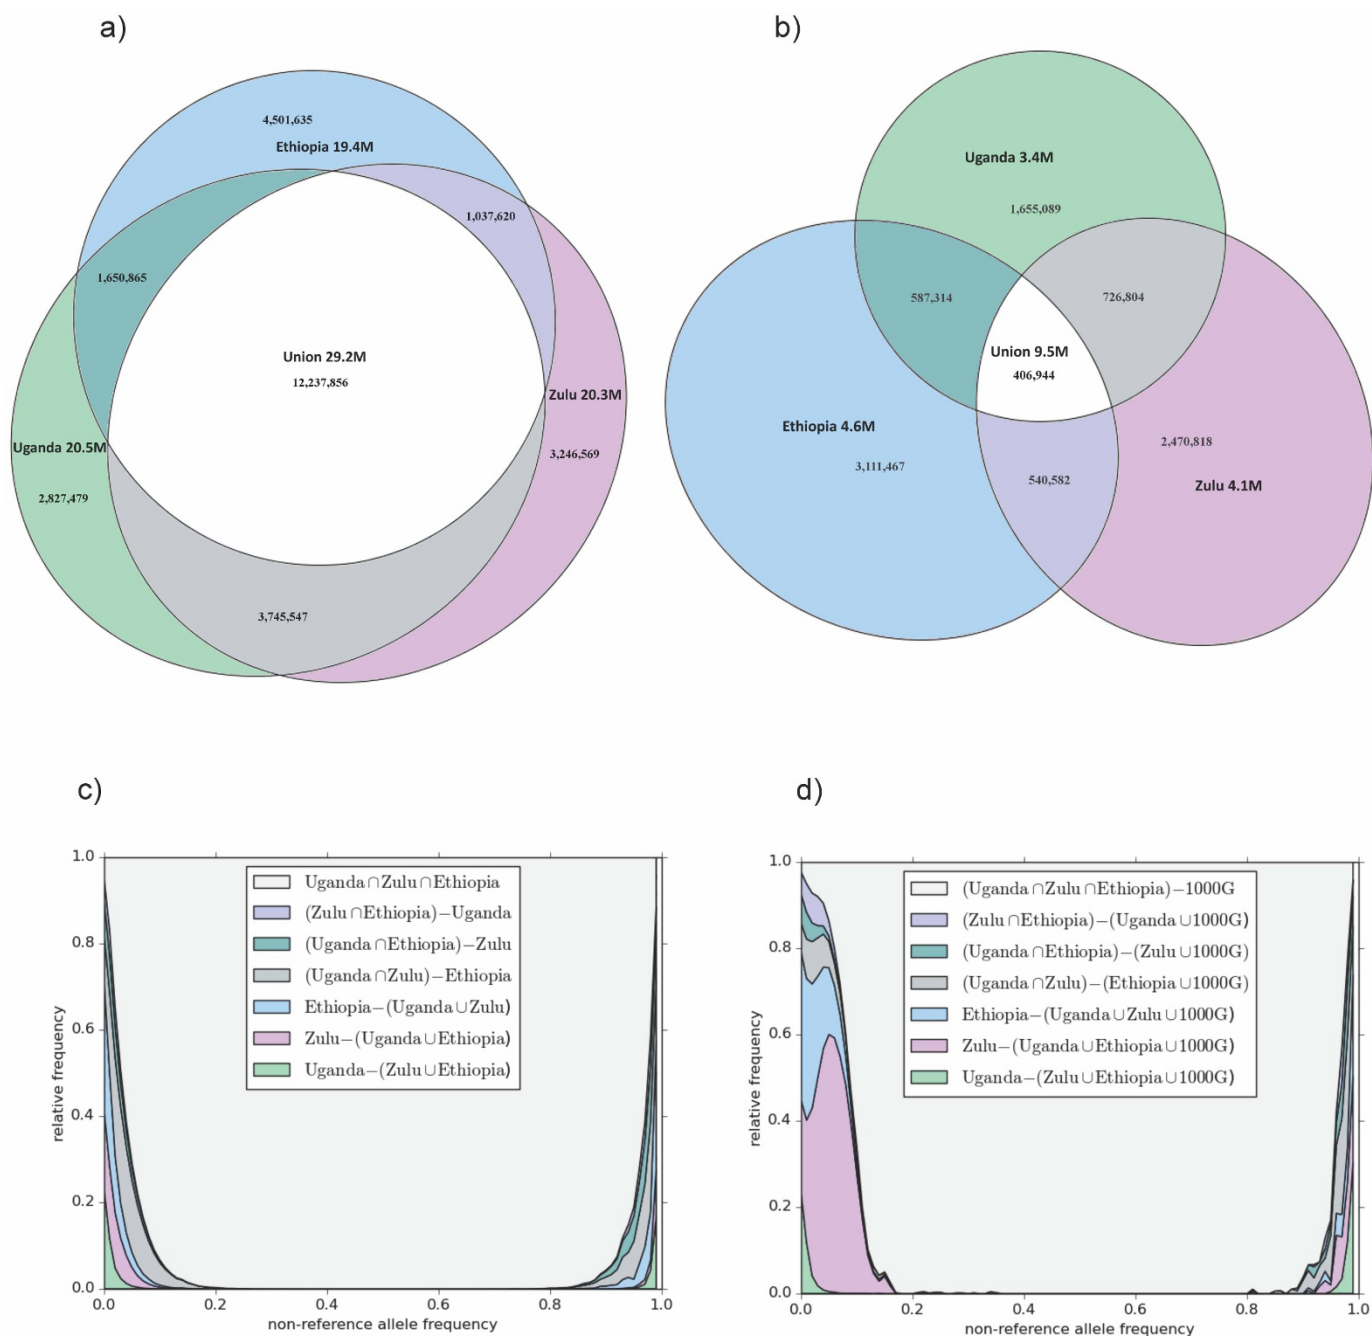 a)
4,501,635
Ethiopia 19.4M
1,037,620
1,650,865
Union 29.2M
12,237,856
Zulu 20.3M
Uganda 20.5M
3,246,569
2,827,479
3,745,547
b)
Uganda 3.4M
1,655,089
587,314
726,804
Union 9.5M
406,944
Ethiopia 4.6M
2,470,818
3,111,467
540,582
Zulu 4.1M
c)
1.0
0.8
0.6
0.4
0.2
0.0
relative frequency
Uganda∩Zulu∩Ethiopia
(Zulu∩Ethiopia)−Uganda
(Uganda∩Ethiopia)−Zulu
(Uganda∩Zulu)−Ethiopia
Ethiopia−(Uganda∪Zulu)
Zulu−(Uganda∪Ethiopia)
Uganda−(Zulu∪Ethiopia)
0.0 0.2 0.4 0.6 0.8 1.0
non-reference allele frequency
d)
1.0
0.8
0.6
0.4
0.2
0.0
relative frequency
(Uganda∩Zulu∩Ethiopia)−1000G
(Zulu∩Ethiopia)−(Uganda∪1000G)
(Uganda∩Ethiopia)−(Zulu∪1000G)
(Uganda∩Zulu)−(Ethiopia∪1000G)
Ethiopia−(Uganda∪Zulu∪1000G)
Zulu−(Uganda∪Ethiopia∪1000G)
Uganda−(Zulu∪Ethiopia∪1000G)
0.0 0.2 0.4 0.6 0.8 1.0
non-reference allele frequency